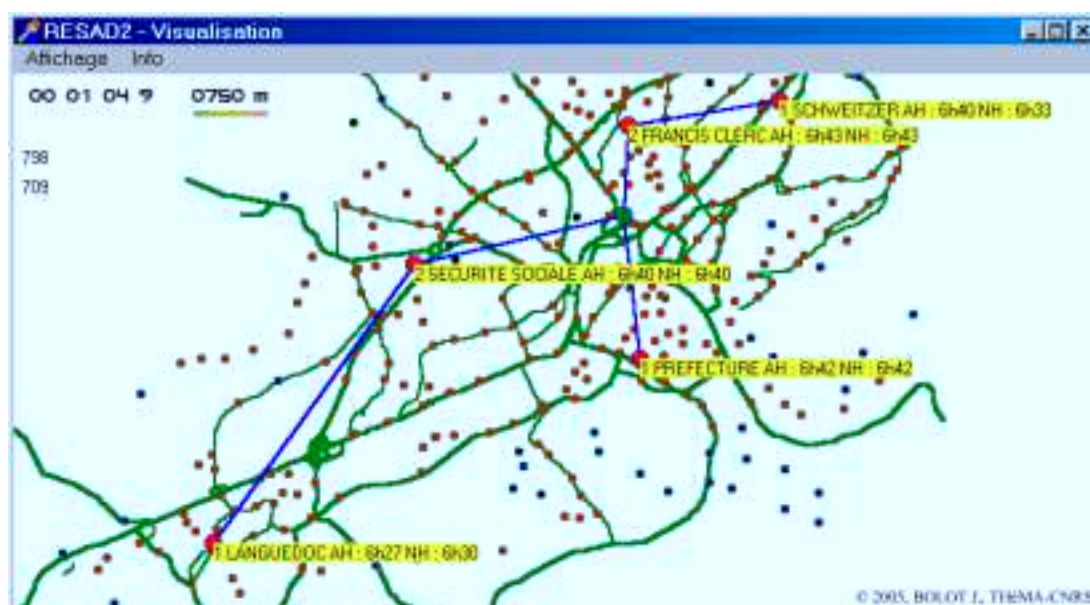 RESAD2 - Visualisation
Affichage Info
00 01 04 9 0750 m
1 SCHWEITZER AH : 6h40 NH : 6h33
2 FRANCIS CLERC AH : 6h43 NH : 6h43
798
709
2 SECURITE SOCIALE AH : 6h40 NH : 6h40
1 PREFECTURE AH : 6h42 NH : 6h42
1 LANGUEDOC AH : 6h27 NH : 6h30
© 2005, BOLOT J., THEMA-CNRS